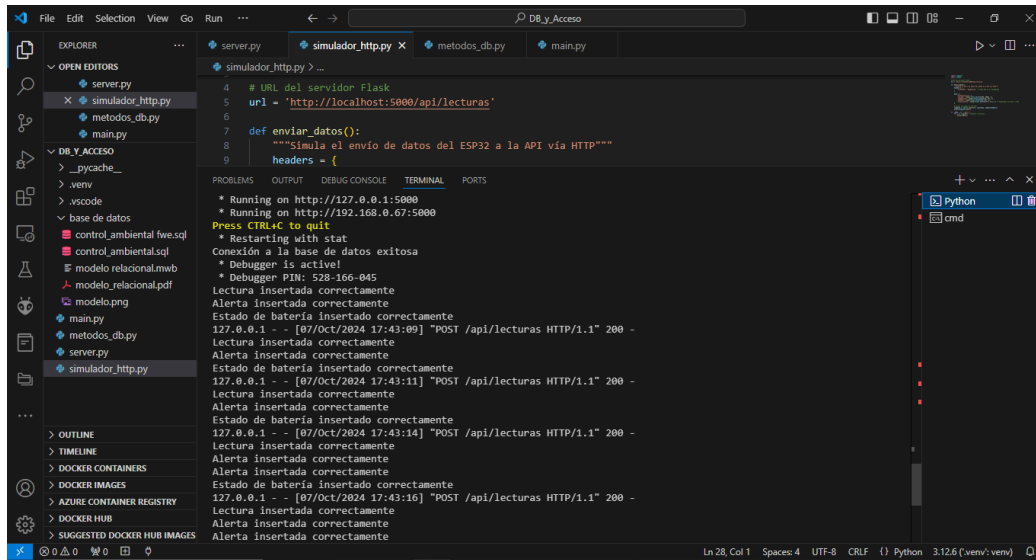 File Edit Selection View Go Run ··· DB_y_Acceso
EXPLORER ···
OPEN EDITORS
server.py
simulador_http.py
metodos_db.py
main.py
DB_Y_ACCESO
__pycache__
.venv
.vscode
base de datos
control_ambiental fwe.sql
control_ambiental.sql
modelo relacional.mwb
modelo_relacional.pdf
modelo.png
main.py
metodos_db.py
server.py
simulador_http.py
OUTLINE
TIMELINE
DOCKER CONTAINERS
DOCKER IMAGES
AZURE CONTAINER REGISTRY
DOCKER HUB
SUGGESTED DOCKER HUB IMAGES
server.py simulador_http.py metodos_db.py main.py
simulador_http.py > ...
4 # URL del servidor Flask
5 url = 'http://localhost:5000/api/lecturas'
6
7 def enviar_datos():
8 """Simula el envío de datos del ESP32 a la API vía HTTP"""
9 headers = {
PROBLEMS OUTPUT DEBUG CONSOLE TERMINAL PORTS
* Running on http://127.0.0.1:5000
* Running on http://192.168.0.67:5000
Press CTRL+C to quit
* Restarting with stat
Conexión a la base de datos exitosa
* Debugger is active!
* Debugger PIN: 528-166-045
Lectura insertada correctamente
Alerta insertada correctamente
Estado de batería insertado correctamente
127.0.0.1 - - [07/Oct/2024 17:43:09] "POST /api/lecturas HTTP/1.1" 200 -
Lectura insertada correctamente
Alerta insertada correctamente
Estado de batería insertado correctamente
127.0.0.1 - - [07/Oct/2024 17:43:11] "POST /api/lecturas HTTP/1.1" 200 -
Lectura insertada correctamente
Alerta insertada correctamente
Estado de batería insertado correctamente
127.0.0.1 - - [07/Oct/2024 17:43:14] "POST /api/lecturas HTTP/1.1" 200 -
Lectura insertada correctamente
Alerta insertada correctamente
Alerta insertada correctamente
Estado de batería insertado correctamente
127.0.0.1 - - [07/Oct/2024 17:43:16] "POST /api/lecturas HTTP/1.1" 200 -
Lectura insertada correctamente
Alerta insertada correctamente
Alerta insertada correctamente
Python
cmd
0 0 0 Ln 28, Col 1 Spaces: 4 UTF-8 CRLF {} Python 3.12.6 ('.venv': venv)